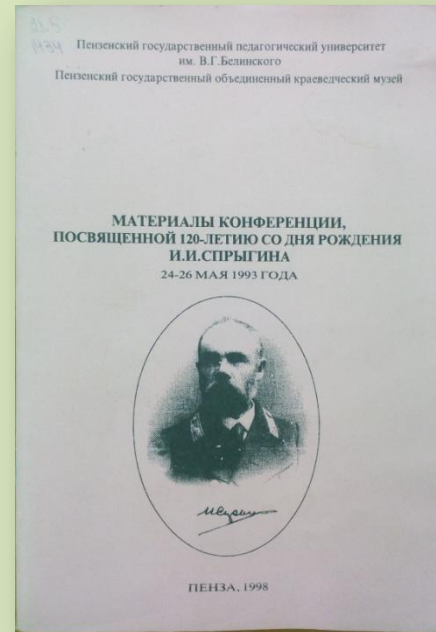 Пензенский государственный педагогический университет
им. В.Г.Белинского
Пензенский государственный объединенный краеведческий музей
МАТЕРИАЛЫ КОНФЕРЕНЦИИ,
ПОСВЯЩЕННОЙ 120-ЛЕТИЮ СО ДНЯ РОЖДЕНИЯ
И.И.СПРЫГИНА
24-26 МАЯ 1993 ГОДА
ПЕНЗА, 1998